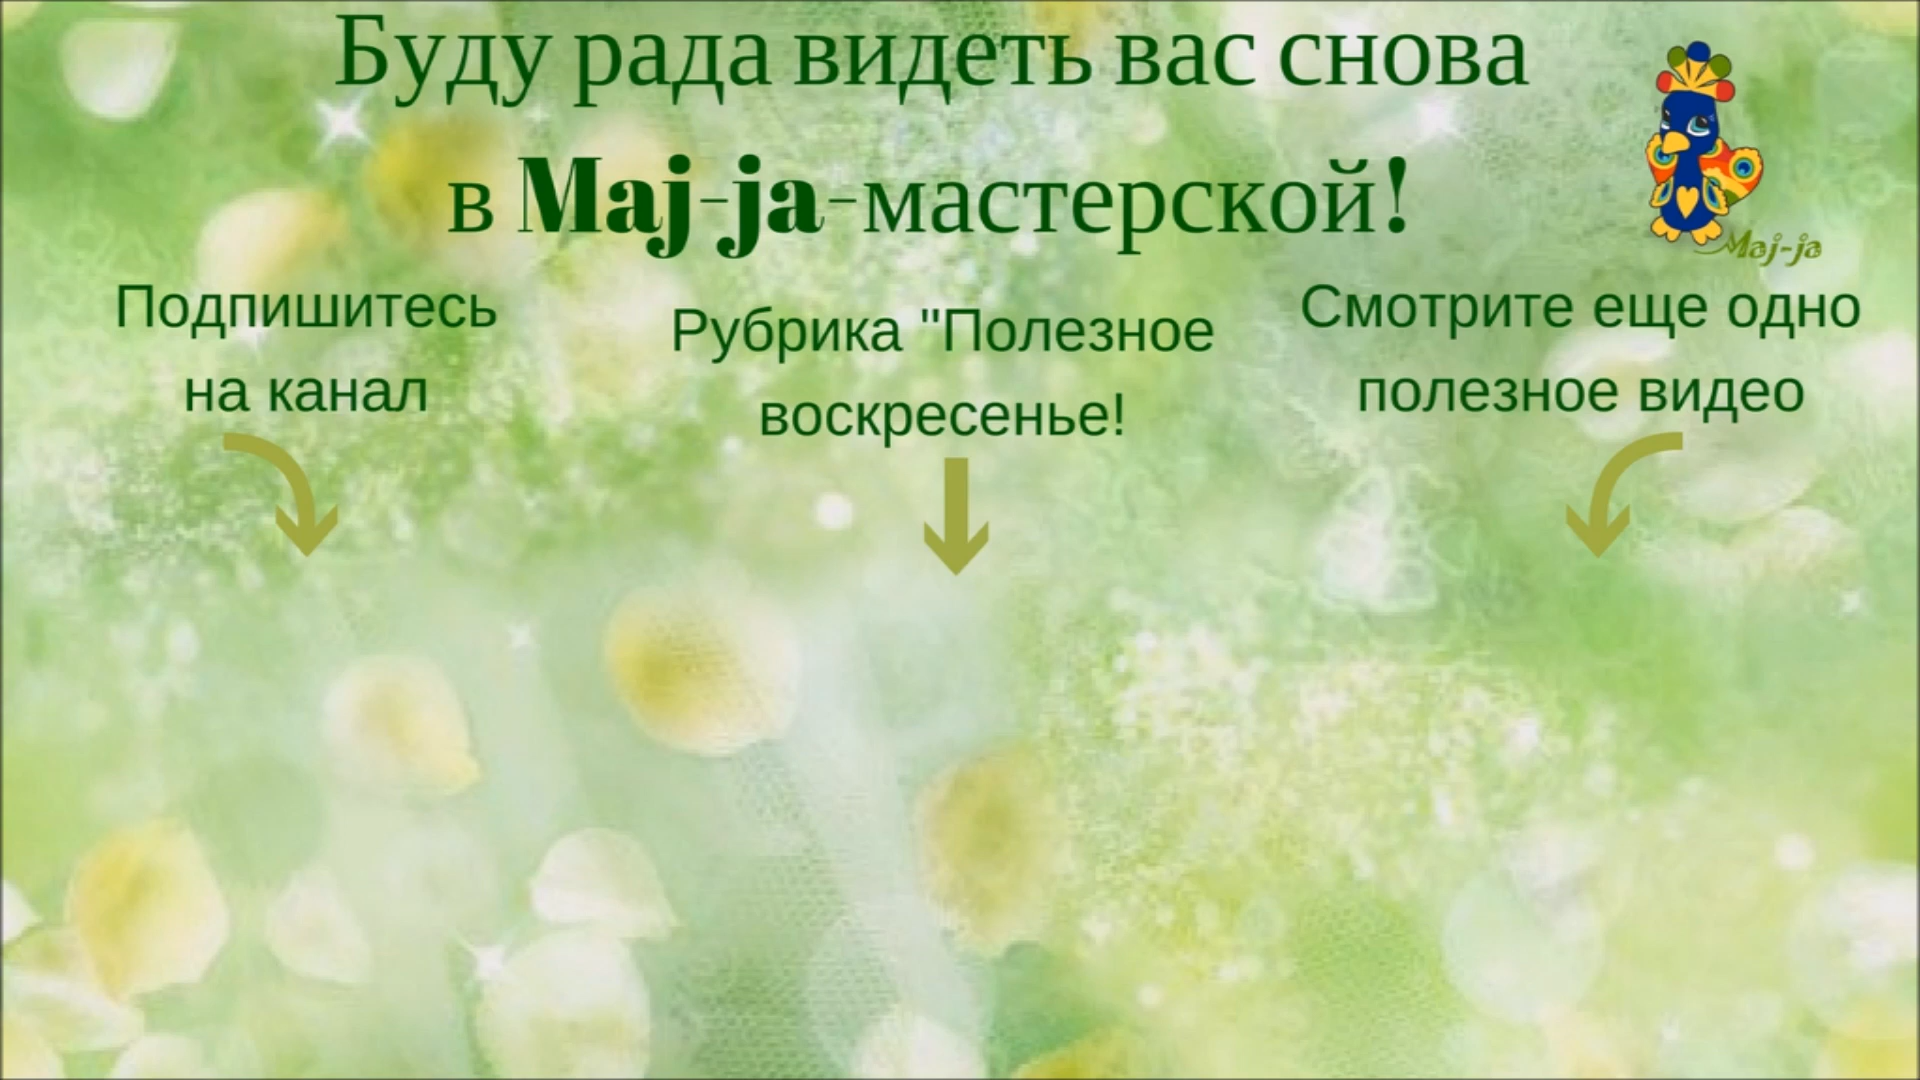 Буду рада видеть вас снова
в Maj-ja-мастерской!
Maj-ja
Подпишитесь
на канал
Рубрика "Полезное
воскресенье!
Смотрите еще одно
полезное видео